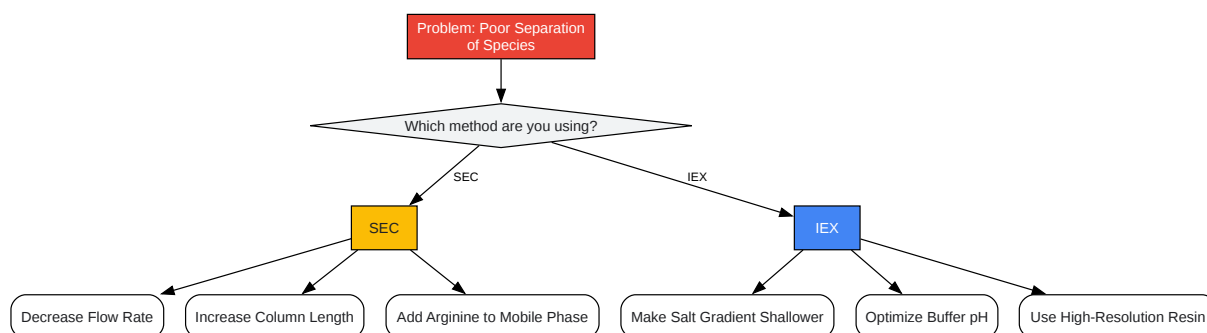 Problem: Poor Separation
of Species
Which method are you using?
SEC
IEX
SEC
IEX
Decrease Flow Rate
Increase Column Length
Add Arginine to Mobile Phase
Make Salt Gradient Shallower
Optimize Buffer pH
Use High-Resolution Resin